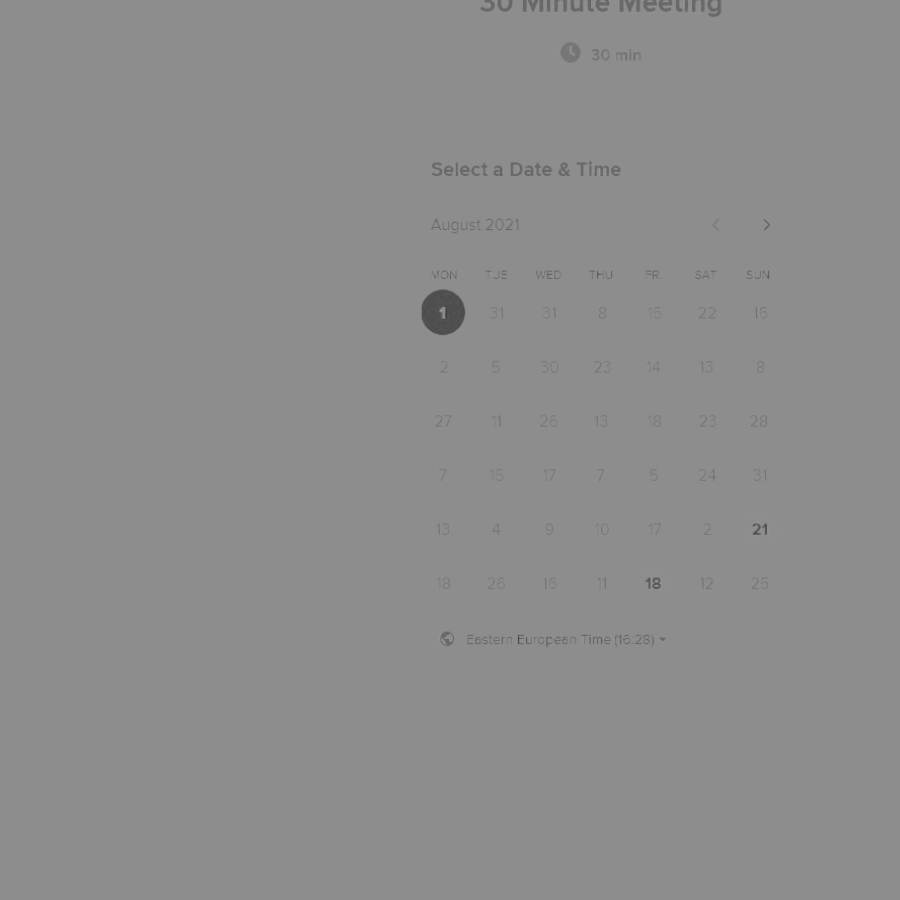 30 Minute Meeting
30 min
Select a Date & Time
August 2021
MON TUE WED THU FRI SAT SUN
1 31 31 8 15 22 16
2 5 30 23 14 13 8
27 11 26 13 18 23 28
7 15 17 7 5 24 31
13 4 9 10 17 2 21
18 26 16 11 18 12 25
Eastern European Time (16:28)